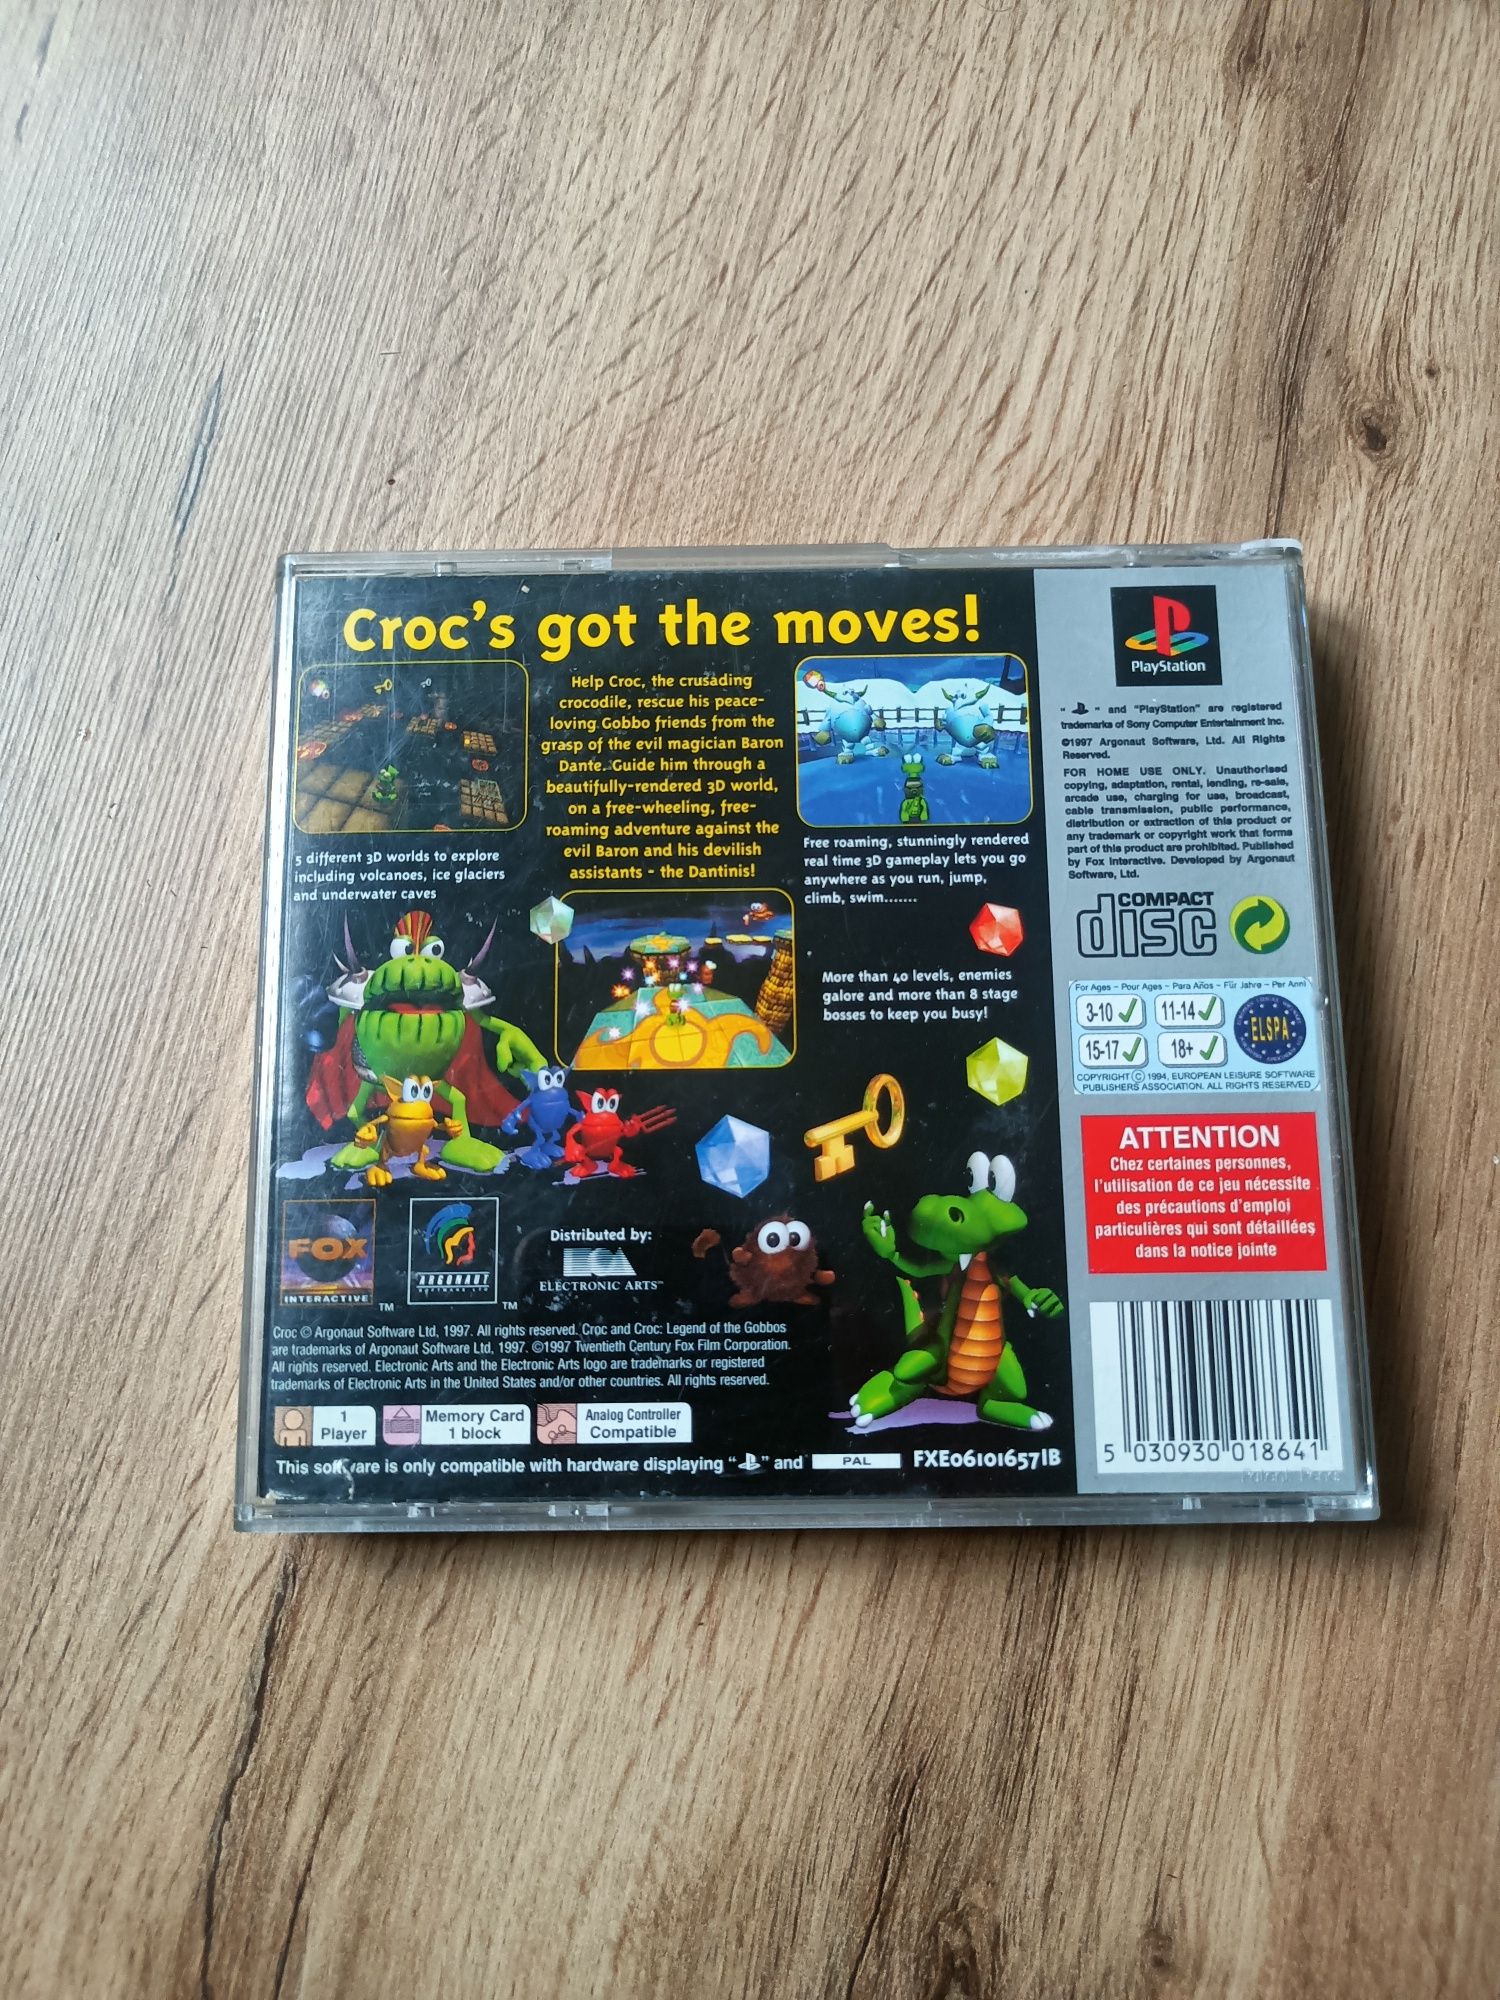 Croc's got the moves!
Help Croc, the crusading
crocodile, rescue his peace-
loving Gobbo friends from the
grasp of the evil magician Baron
Dante. Guide him through a
beautifully-rendered 3D world,
on a free-wheeling, free-
roaming adventure against the
evil Baron and his devilish
assistants - the Dantinis!
5 different 3D worlds to explore
including volcanoes, ice glaciers
and underwater caves
Free roaming, stunningly rendered
real time 3D gameplay lets you go
anywhere as you run, jump,
climb, swim.......
More than 40 levels, enemies
galore and more than 8 stage
bosses to keep you busy!
FOX
INTERACTIVE
TM
ARGONAUT
SOFTWARE LTD
TM
Distributed by:
ELECTRONIC ARTS™
Croc © Argonaut Software Ltd, 1997. All rights reserved. Croc and Croc: Legend of the Gobbos
are trademarks of Argonaut Software Ltd, 1997. ©1997 Twentieth Century Fox Film Corporation.
All rights reserved. Electronic Arts and the Electronic Arts logo are trademarks or registered
trademarks of Electronic Arts in the United States and/or other countries. All rights reserved.
1
Player
Memory Card
1 block
Analog Controller
Compatible
This software is only compatible with hardware displaying " " and PAL FXE06101657IB
PlayStation
" " and "PlayStation" are registered
trademarks of Sony Computer Entertainment Inc.
©1997 Argonaut Software, Ltd. All Rights
Reserved.
FOR HOME USE ONLY. Unauthorised
copying, adaptation, rental, lending, re-sale,
arcade use, charging for use, broadcast,
cable transmission, public performance,
distribution or extraction of this product or
any trademark or copyright work that forms
part of this product are prohibited. Published
by Fox Interactive. Developed by Argonaut
Software, Ltd.
COMPACT
disc
For Ages - Pour Ages - Para Años - Für Jahre - Per Anni
3-10 11-14
15-17 18+
ELSPA
COPYRIGHT © 1994, EUROPEAN LEISURE SOFTWARE
PUBLISHERS ASSOCIATION. ALL RIGHTS RESERVED
ATTENTION
Chez certaines personnes,
l'utilisation de ce jeu nécessite
des précautions d'emploi
particulières qui sont détaillées
dans la notice jointe
5 030930 018641